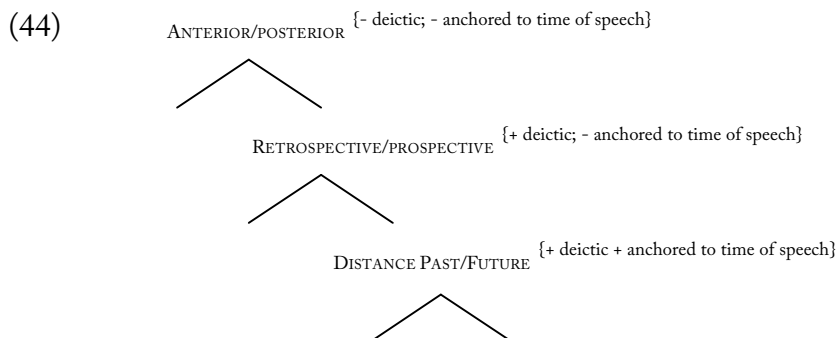 (44)
ANTERIOR/POSTERIOR {- deictic; - anchored to time of speech}
RETROSPECTIVE/PROSPECTIVE {+ deictic; - anchored to time of speech}
DISTANCE PAST/FUTURE {+ deictic + anchored to time of speech}